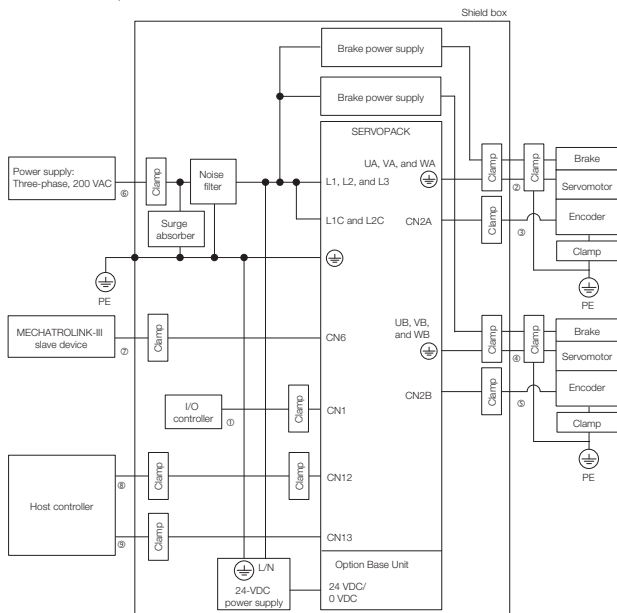 Shield box
Brake power supply
Brake power supply
SERVOPACK
UA, VA, and WA
Power supply:
Three-phase, 200 VAC
⑥
Clamp
Noise
filter
L1, L2, and L3
Clamp
②
Clamp
Brake
Servomotor
Surge
absorber
L1C and L2C
CN2A
Clamp
③
Encoder
Clamp
PE
PE
MECHATROLINK-III
slave device
⑦
Clamp
CN6
UB, VB,
and WB
Clamp
④
Clamp
Brake
Servomotor
I/O
controller
①
Clamp
CN1
CN2B
Clamp
⑤
Encoder
Clamp
PE
Host controller
⑧
Clamp
Clamp
CN12
⑨
Clamp
CN13
L/N
24-VDC
power supply
Option Base Unit
24 VDC/
0 VDC